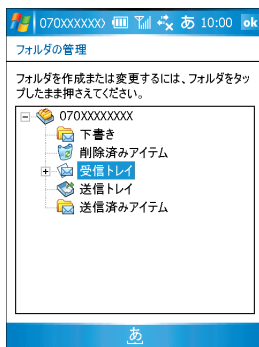 070XXXXXX あ 10:00 ok
フォルダの管理
フォルダを作成または変更するには、フォルダをタッ
プしたまま押さえてください。
070XXXXXXXX
下書き
削除済みアイテム
受信トレイ
送信トレイ
送信済みアイテム
あ